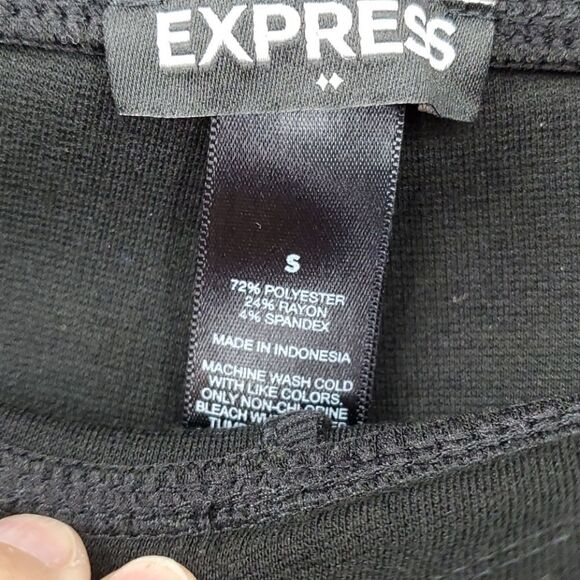 EXPRESS
S
72% POLYESTER
24% RAYON
4% SPANDEX
MADE IN INDONESIA
MACHINE WASH COLD
WITH LIKE COLORS.
ONLY NON-CHLORINE
BLEACH